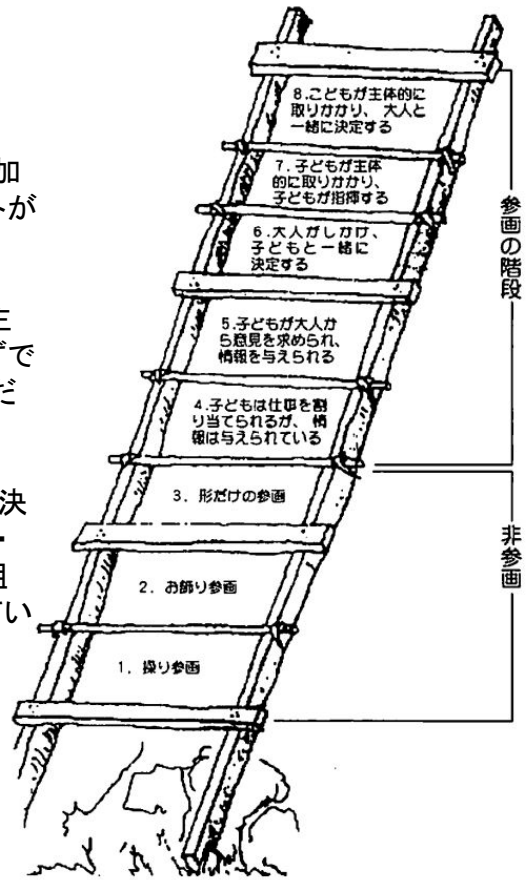 加
が
で
だ
決
・
い
8.こどもが主体的に
取りかかり、大人と
一緒に決定する
7.子どもが主体
的に取りかかり、
子どもが指揮する
6.大人がしかけ、
子どもと一緒に
決定する
5.子どもが大人か
ら意見を求められ、
情報を与えられる
4.子どもは仕事を割
り当てられるが、情
報は与えられている
3. 形だけの参画
2. お飾り参画
1. 操り参画
参画の階段
非参画